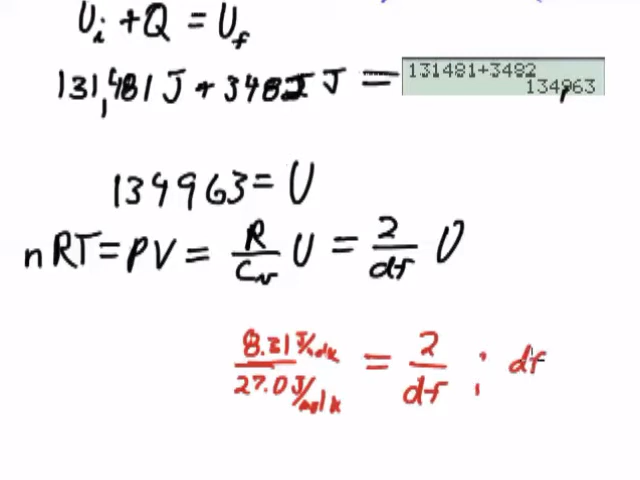 Ui + Q = Uf
131,481 J + 3482 J = 131481+3482
134963
134963 = U
nRT = PV = R/Cv U = 2/df U
8.31 J/mol k / 27.0 J/mol k = 2/df ; df